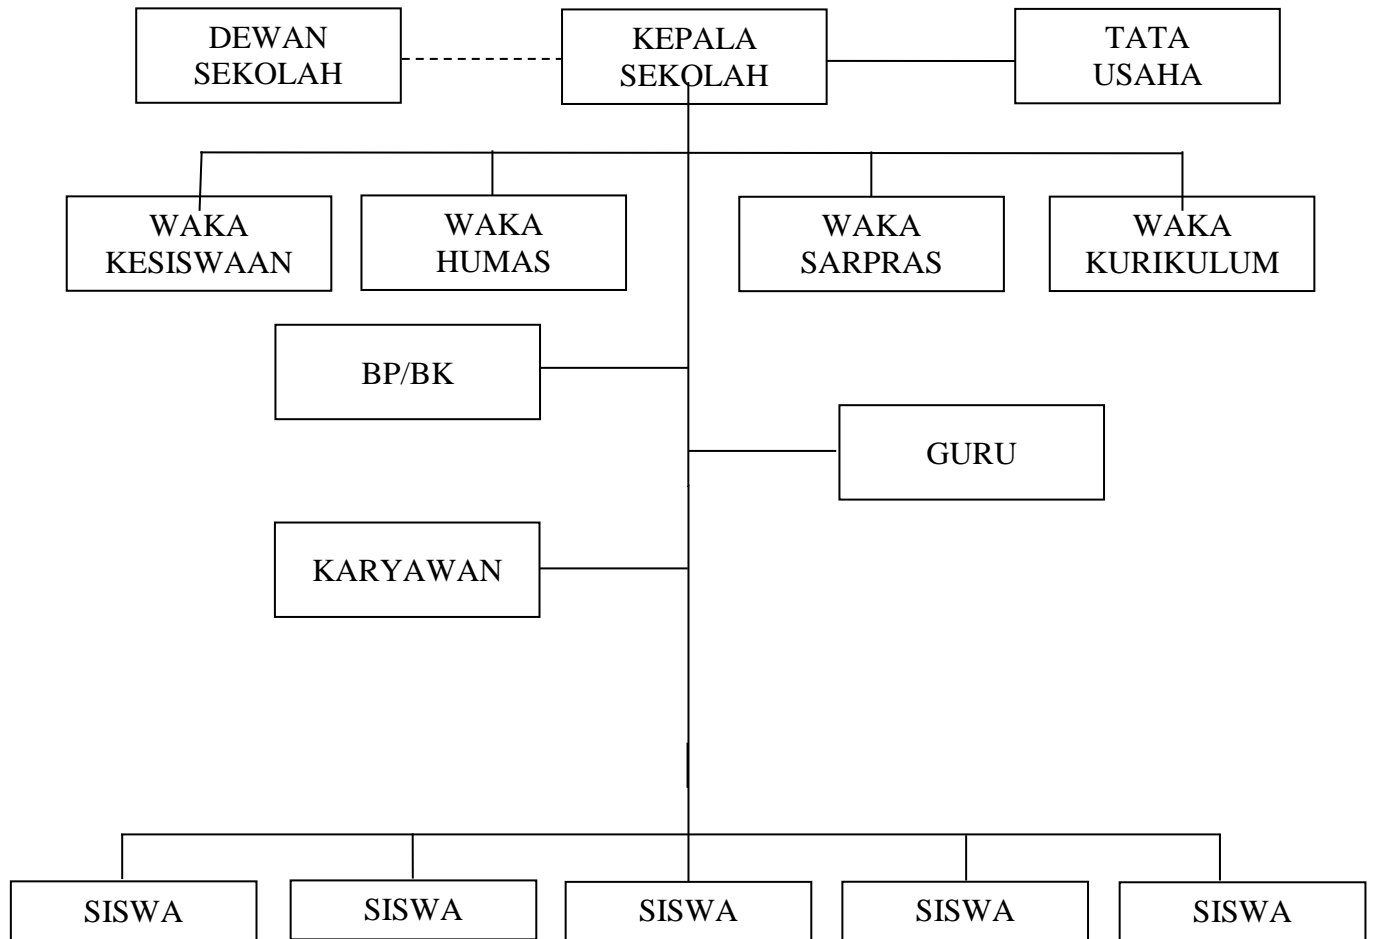 DEWAN
SEKOLAH
KEPALA
SEKOLAH
TATA
USAHA
WAKA
KESISWAAN
WAKA
HUMAS
WAKA
SARPRAS
WAKA
KURIKULUM
BP/BK
GURU
KARYAWAN
SISWA
SISWA
SISWA
SISWA
SISWA